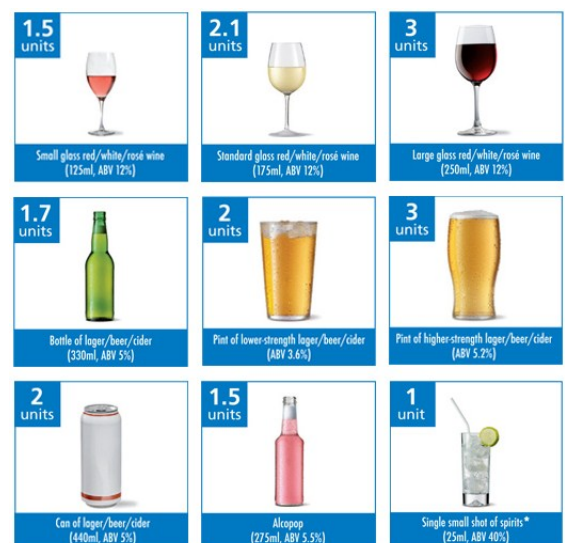 1.5
units
Small glass red/white/rosé wine
(125ml, ABV 12%)
2.1
units
Standard glass red/white/rosé wine
(175ml, ABV 12%)
3
units
Large glass red/white/rosé wine
(250ml, ABV 12%)
1.7
units
Bottle of lager/beer/cider
(330ml, ABV 5%)
2
units
Pint of lower-strength lager/beer/cider
(ABV 3.6%)
3
units
Pint of higher-strength lager/beer/cider
(ABV 5.2%)
2
units
Can of lager/beer/cider
(440ml, ABV 5%)
1.5
units
Alcopop
(275ml, ABV 5.5%)
1
unit
Single small shot of spirits*
(25ml, ABV 40%)